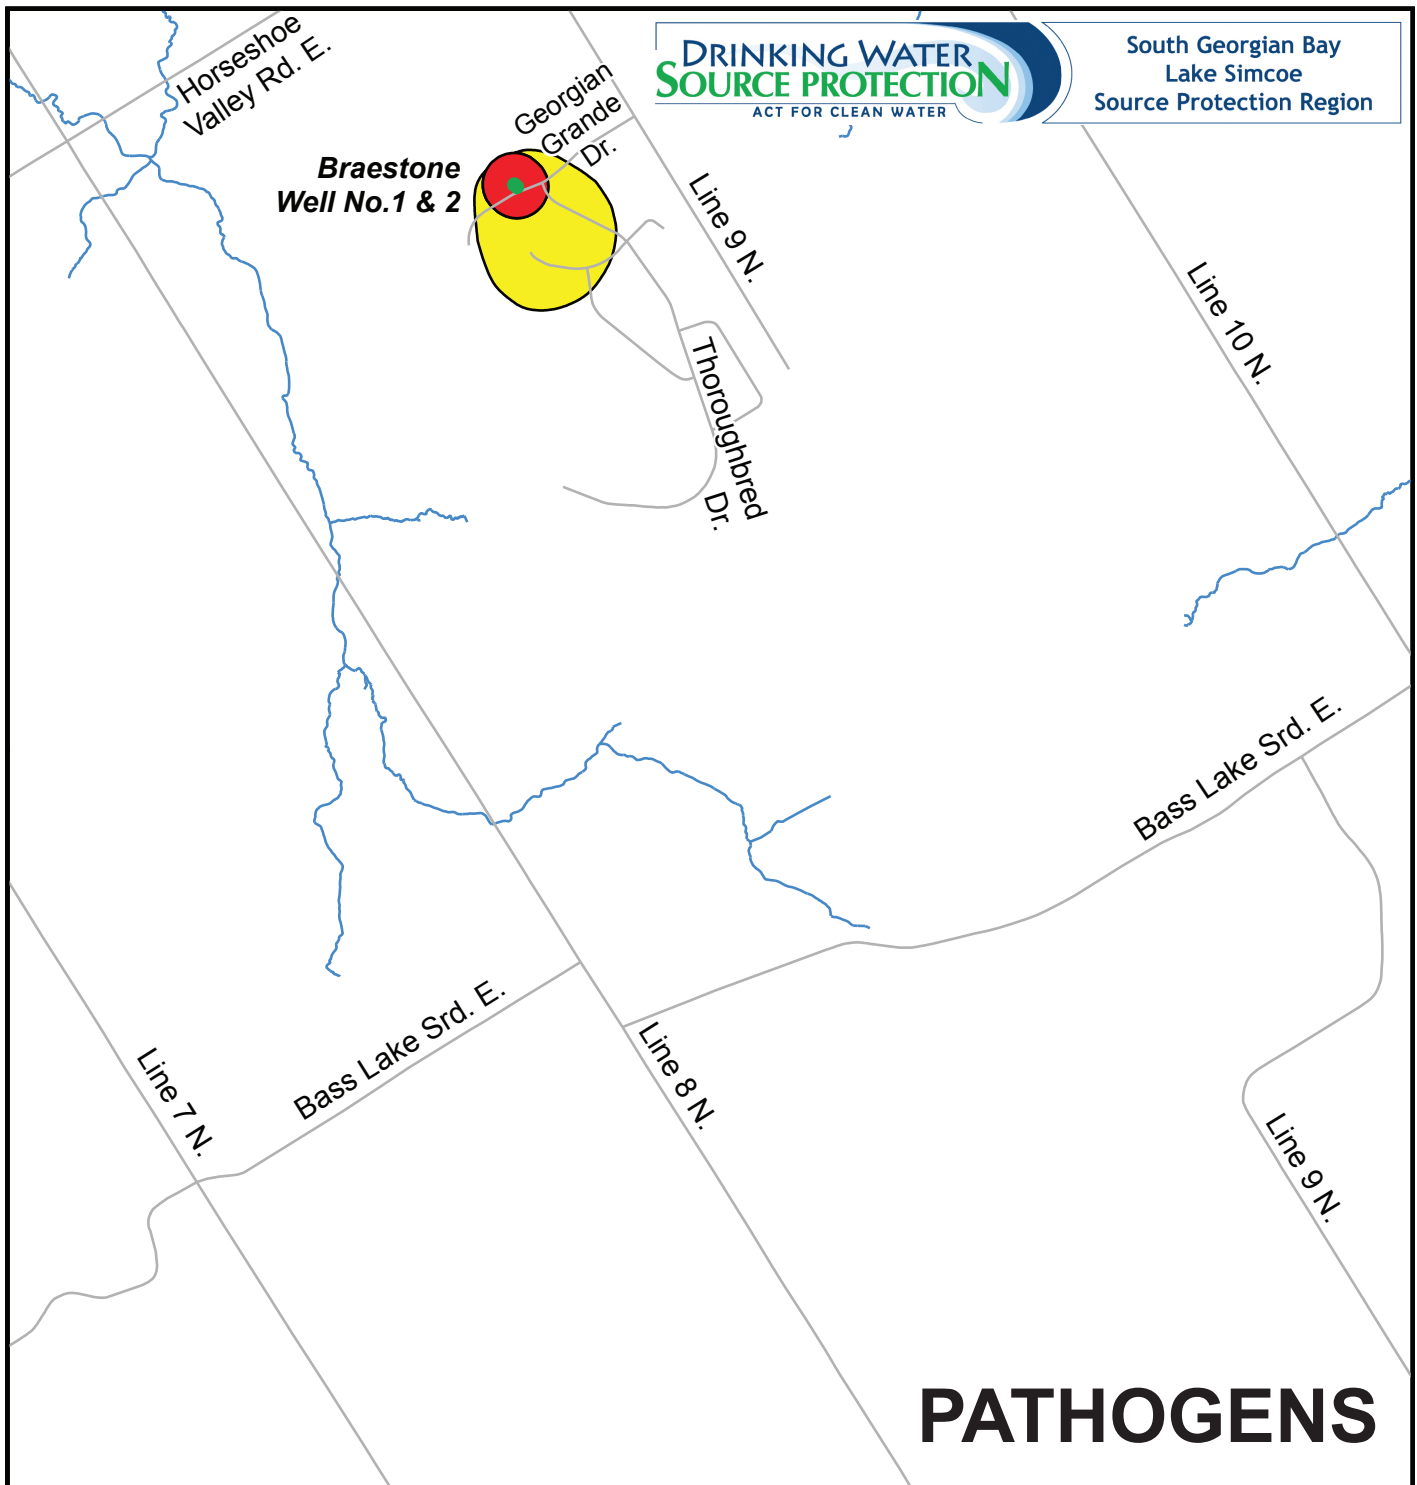 DRINKING WATER
SOURCE PROTECTION
ACT FOR CLEAN WATER
South Georgian Bay
Lake Simcoe
Source Protection Region
Horseshoe
Valley Rd. E.
Georgian
Grande
Dr.
Braestone
Well No.1 & 2
Line 9 N.
Line 10 N.
Thoroughbred
Dr.
Bass Lake Srd. E.
Bass Lake Srd. E.
Line 7 N.
Line 8 N.
Line 9 N.
PATHOGENS